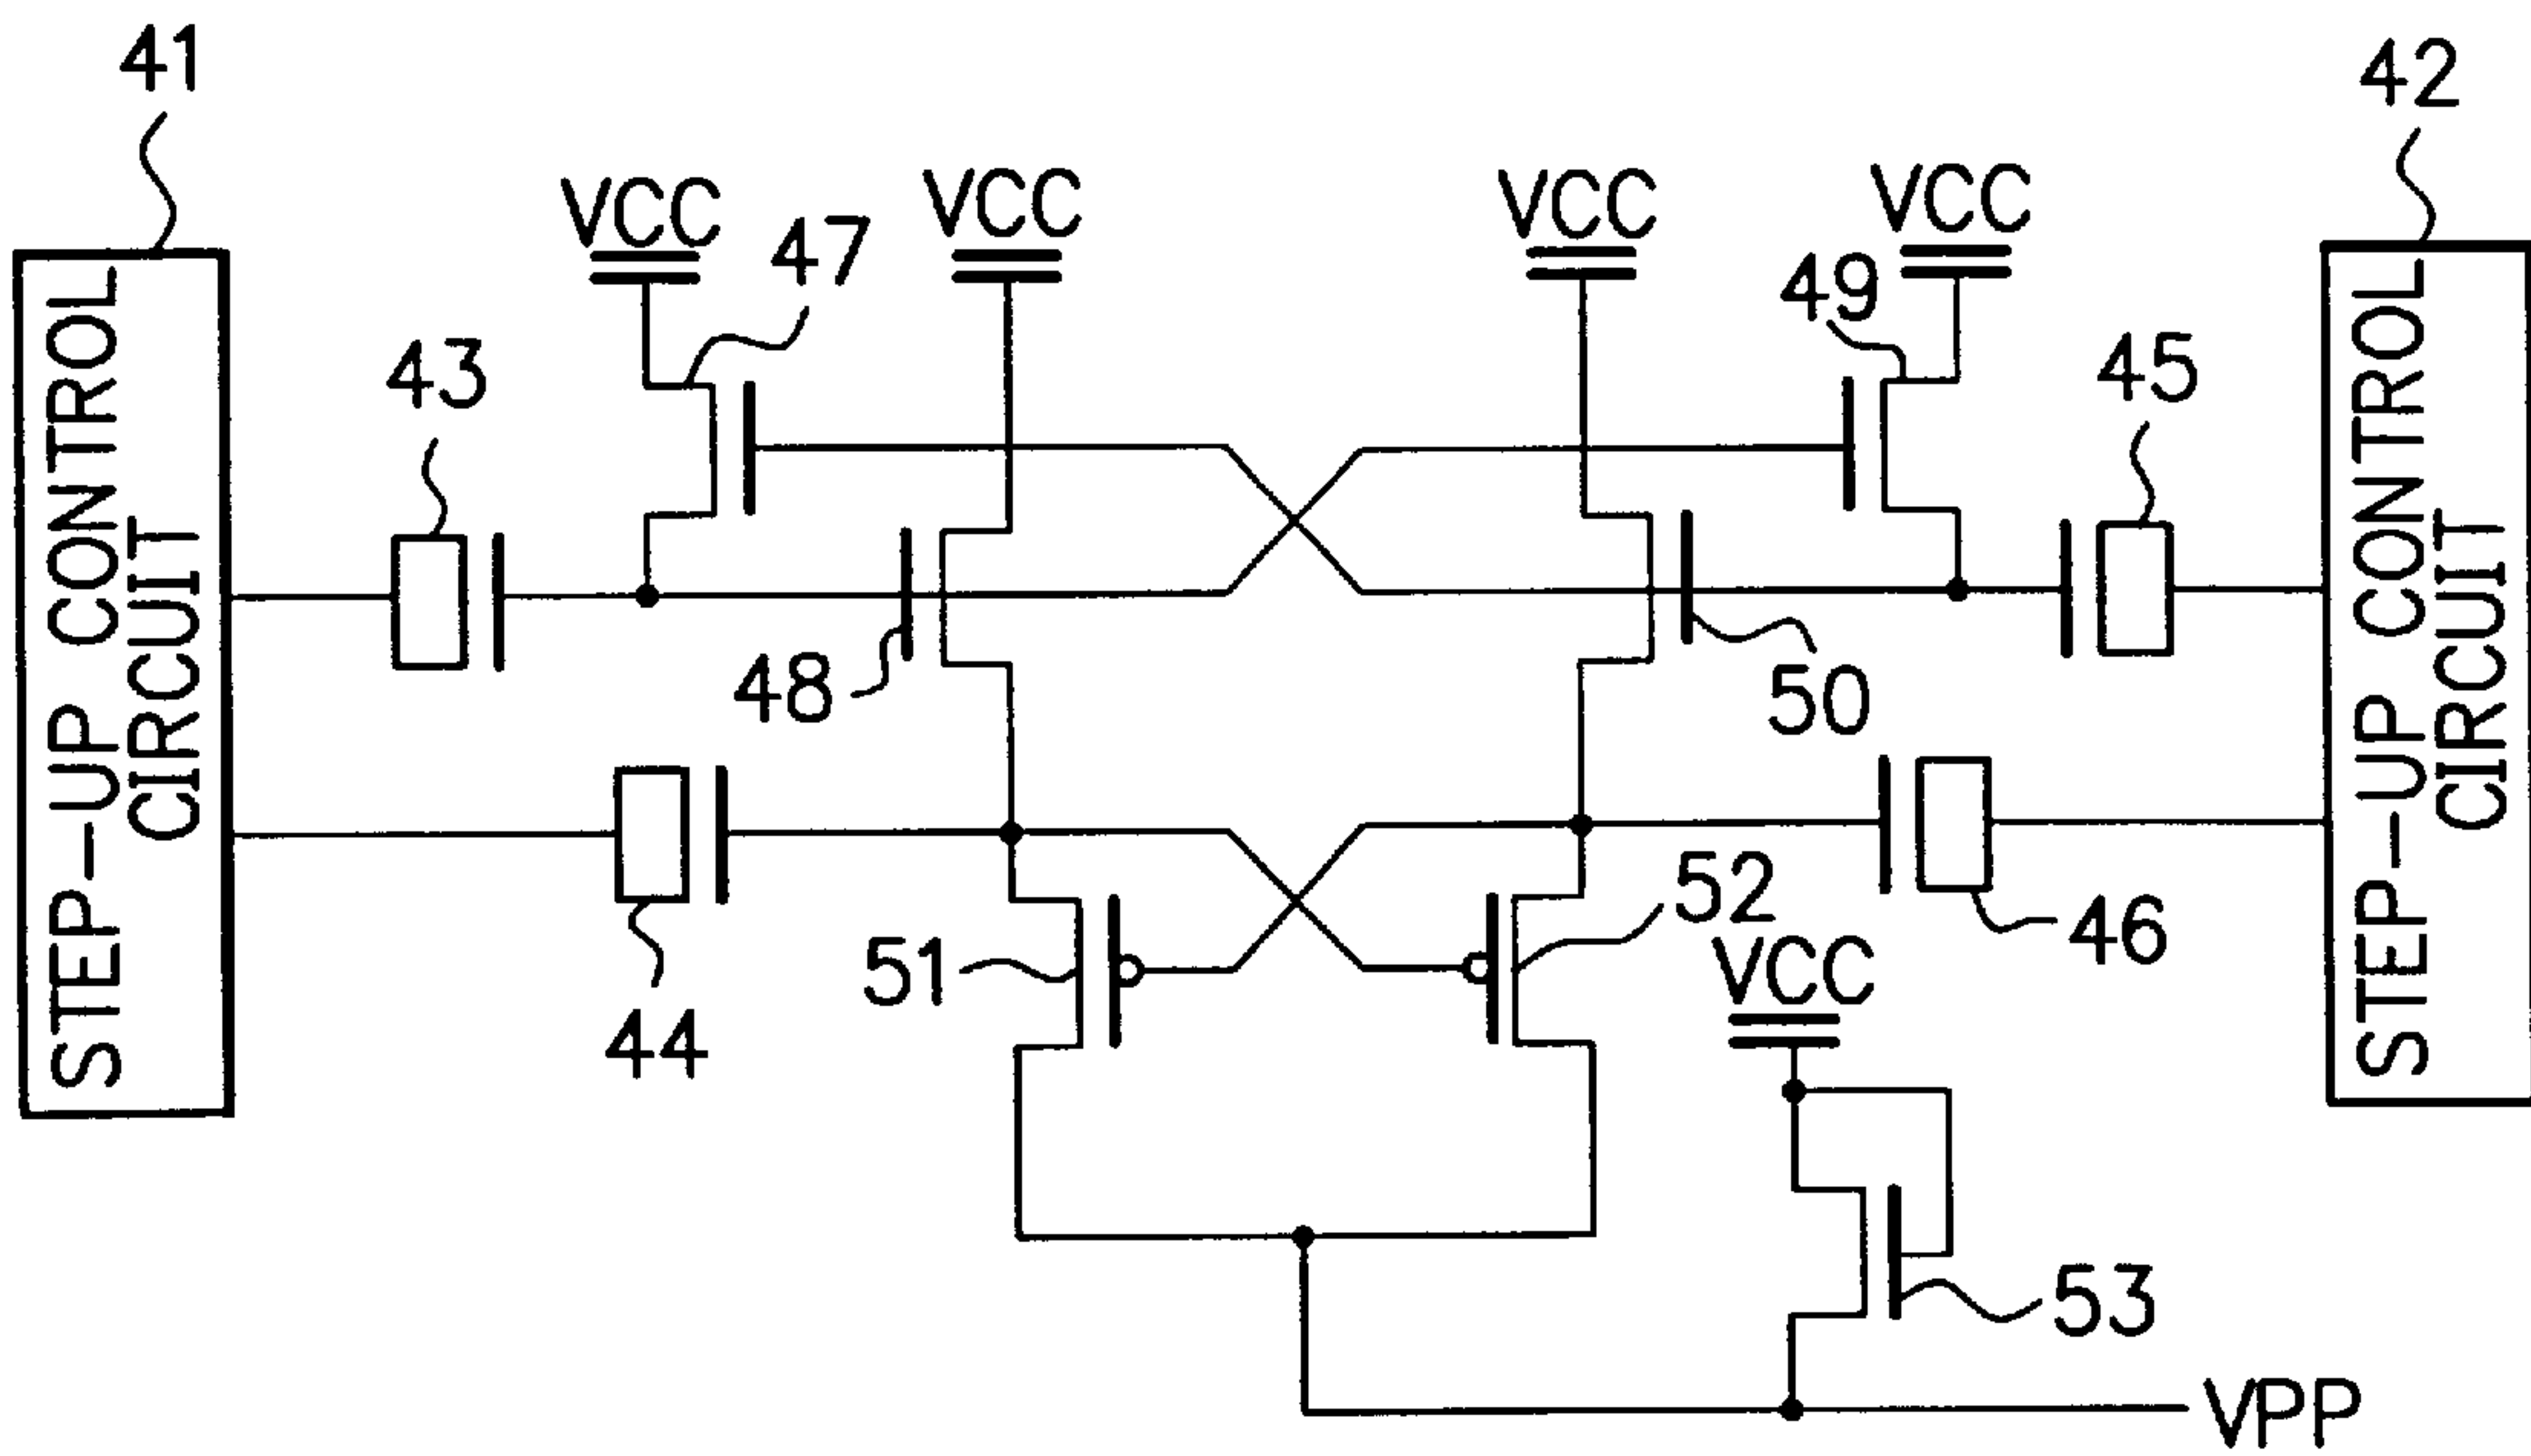 41
42
VCC
VCC
VCC
VCC
47
49
43
45
STEP-UP CONTROL
CIRCUIT
STEP-UP CONTROL
CIRCUIT
48
50
44
51
52
46
VCC
53
VPP